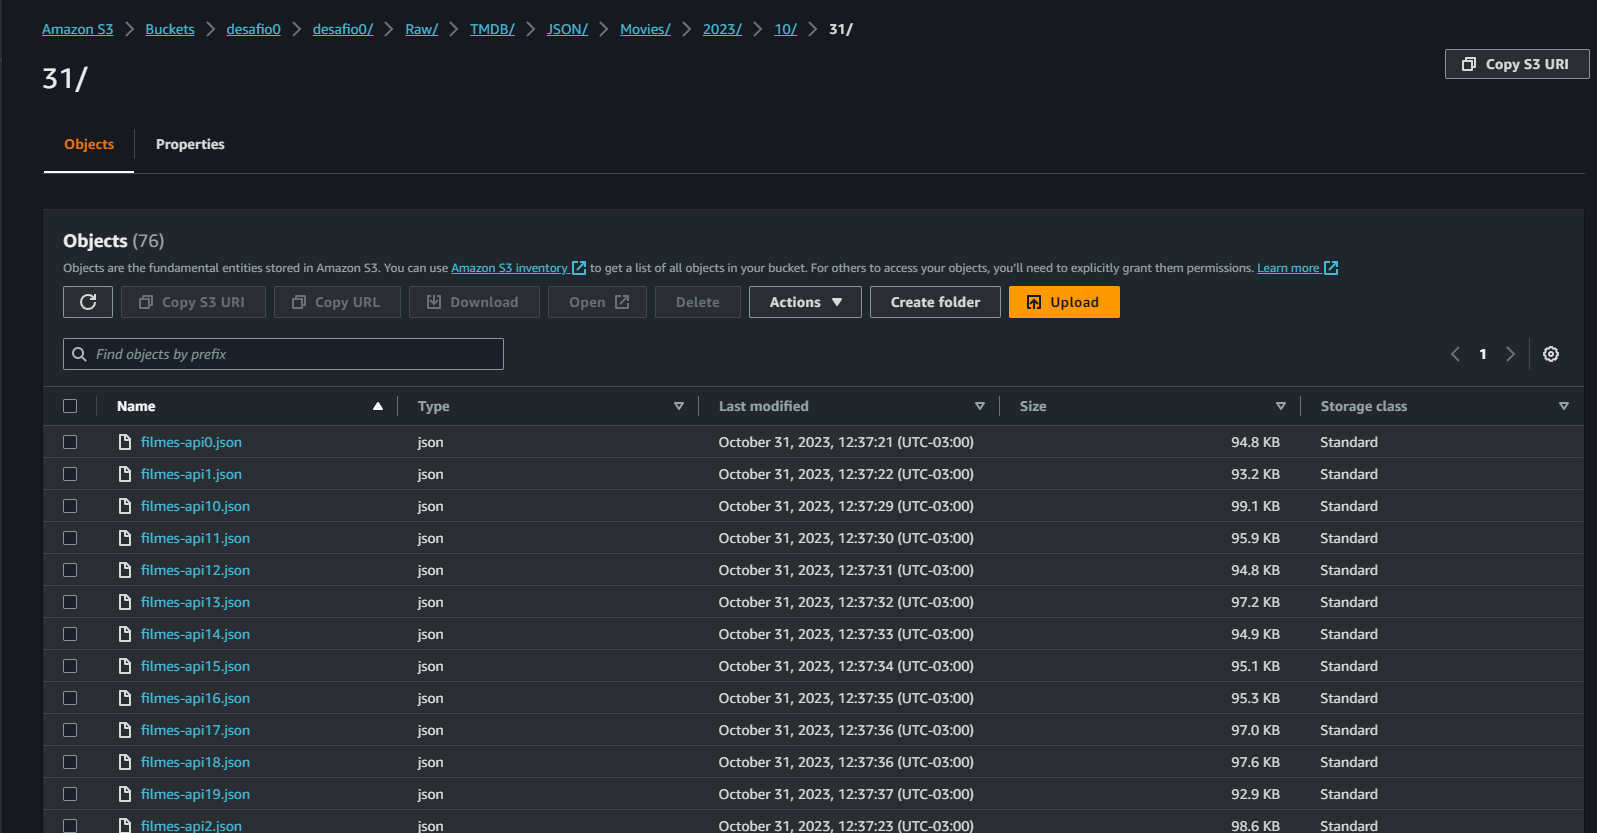 Amazon S3 > Buckets > desafio0 > desafio0/ > Raw/ > TMDB/ > JSON/ > Movies/ > 2023/ > 10/ > 31/
31/
Copy S3 URI
Objects
Properties
Objects (76)
Objects are the fundamental entities stored in Amazon S3. You can use Amazon S3 inventory to get a list of all objects in your bucket. For others to access your objects, you'll need to explicitly grant them permissions. Learn more
Copy S3 URI Copy URL Download Open Delete Actions Create folder Upload
Find objects by prefix
1
Name Type Last modified Size Storage class
filmes-api0.json json October 31, 2023, 12:37:21 (UTC-03:00) 94.8 KB Standard
filmes-api1.json json October 31, 2023, 12:37:22 (UTC-03:00) 93.2 KB Standard
filmes-api10.json json October 31, 2023, 12:37:29 (UTC-03:00) 99.1 KB Standard
filmes-api11.json json October 31, 2023, 12:37:30 (UTC-03:00) 95.9 KB Standard
filmes-api12.json json October 31, 2023, 12:37:31 (UTC-03:00) 94.8 KB Standard
filmes-api13.json json October 31, 2023, 12:37:32 (UTC-03:00) 97.2 KB Standard
filmes-api14.json json October 31, 2023, 12:37:33 (UTC-03:00) 94.9 KB Standard
filmes-api15.json json October 31, 2023, 12:37:34 (UTC-03:00) 95.1 KB Standard
filmes-api16.json json October 31, 2023, 12:37:35 (UTC-03:00) 95.3 KB Standard
filmes-api17.json json October 31, 2023, 12:37:36 (UTC-03:00) 97.0 KB Standard
filmes-api18.json json October 31, 2023, 12:37:36 (UTC-03:00) 97.6 KB Standard
filmes-api19.json json October 31, 2023, 12:37:37 (UTC-03:00) 92.9 KB Standard
filmes-api2.json json October 31, 2023, 12:37:23 (UTC-03:00) 98.6 KB Standard